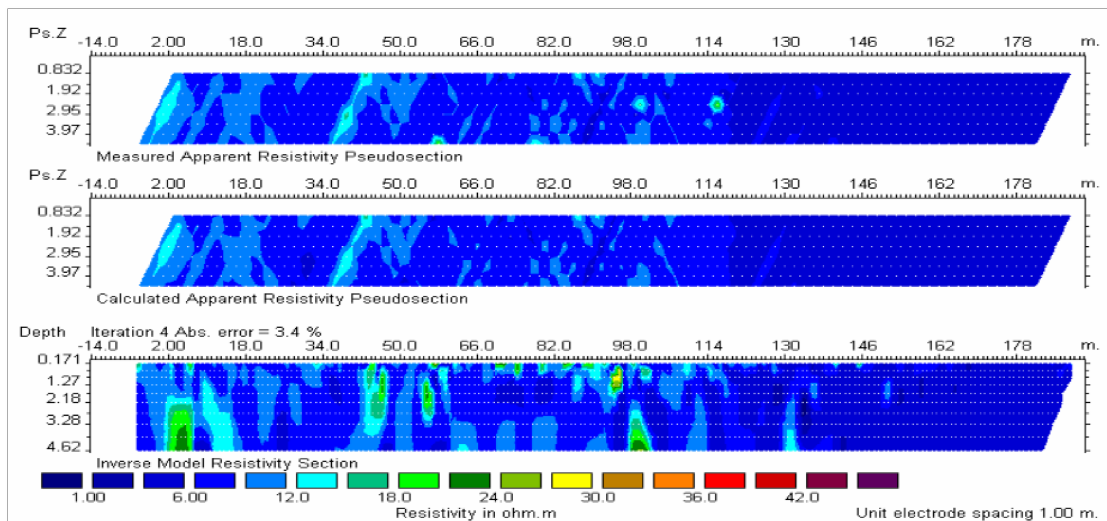 Ps.Z
-14.0 2.00 18.0 34.0 50.0 66.0 82.0 98.0 114 130 146 162 178 m.
0.832
1.92
2.95
3.97
Measured Apparent Resistivity Pseudosection
Ps.Z
-14.0 2.00 18.0 34.0 50.0 66.0 82.0 98.0 114 130 146 162 178 m.
0.832
1.92
2.95
3.97
Calculated Apparent Resistivity Pseudosection
Depth Iteration 4 Abs. error = 3.4 %
-14.0 2.00 18.0 34.0 50.0 66.0 82.0 98.0 114 130 146 162 178 m.
0.171
1.27
2.18
3.28
4.62
Inverse Model Resistivity Section
1.00 6.00 12.0 18.0 24.0 30.0 36.0 42.0
Resistivity in ohm.m Unit electrode spacing 1.00 m.